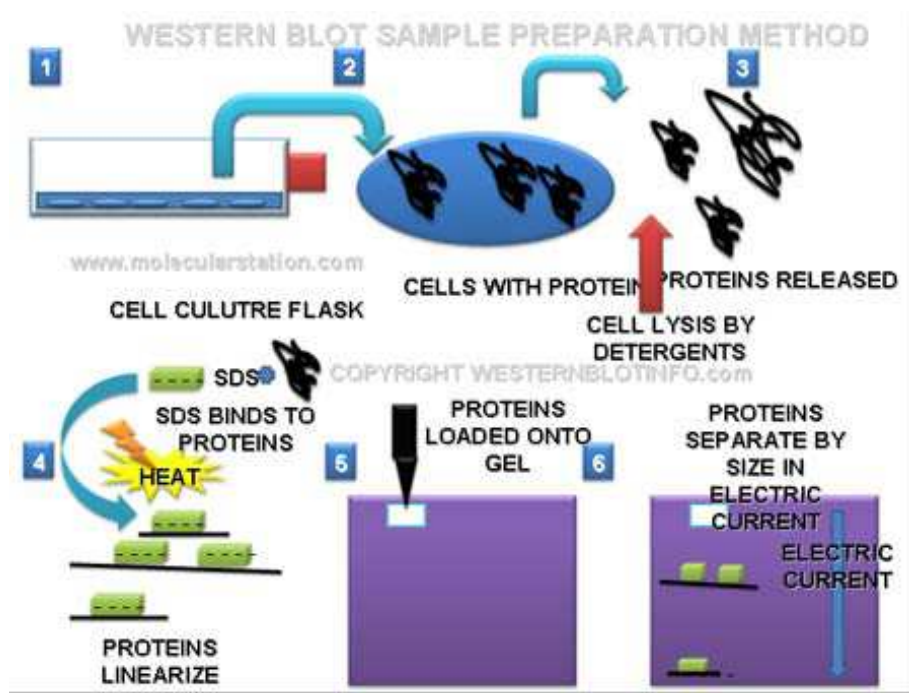 WESTERN BLOT SAMPLE PREPARATION METHOD
1
2
3
www.molecularstation.com
CELL CULUTRE FLASK
CELLS WITH PROTEIN
PROTEINS RELEASED
CELL LYSIS BY
DETERGENTS
COPYRIGHT WESTERNBLOTINFO.com
4
---- SDS
SDS BINDS TO
PROTEINS
HEAT
PROTEINS
LINEARIZE
5
PROTEINS
LOADED ONTO
GEL
6
PROTEINS
SEPARATE BY
SIZE IN
ELECTRIC
CURRENT
ELECTRIC
CURRENT